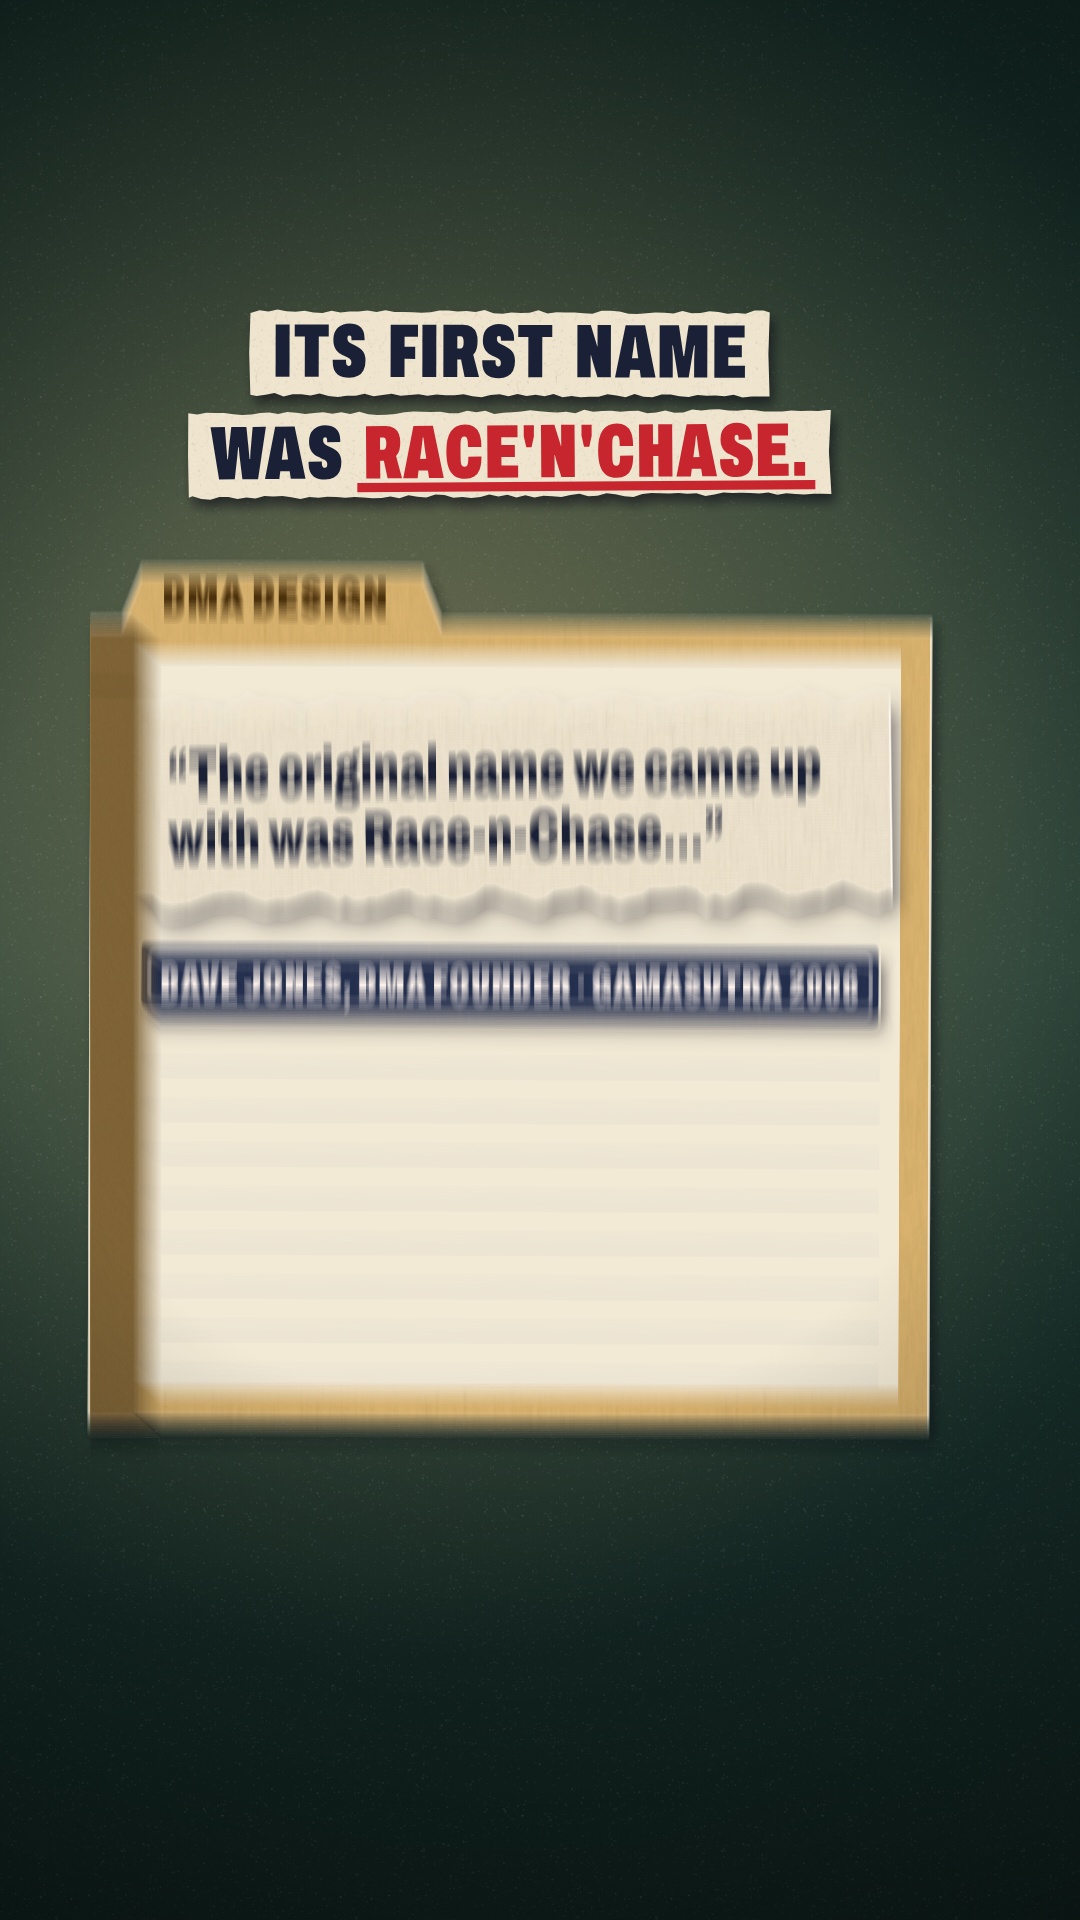 ITS FIRST NAME
WAS RACE'N'CHASE.
DMA DESIGN
“The original name we came up
with was Race-n-Chase...”
DAVE JONES, DMA FOUNDER · GAMASUTRA 2000